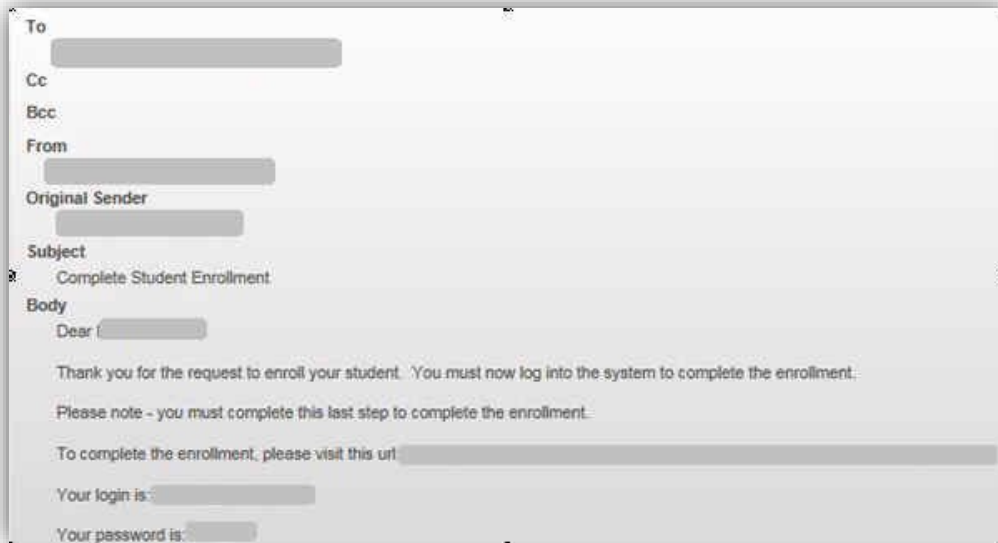 To
Cc
Bcc
From
Original Sender
Subject
Complete Student Enrollment
Body
Dear
Thank you for the request to enroll your student. You must now log into the system to complete the enrollment.
Please note - you must complete this last step to complete the enrollment.
To complete the enrollment, please visit this url:
Your login is:
Your password is: